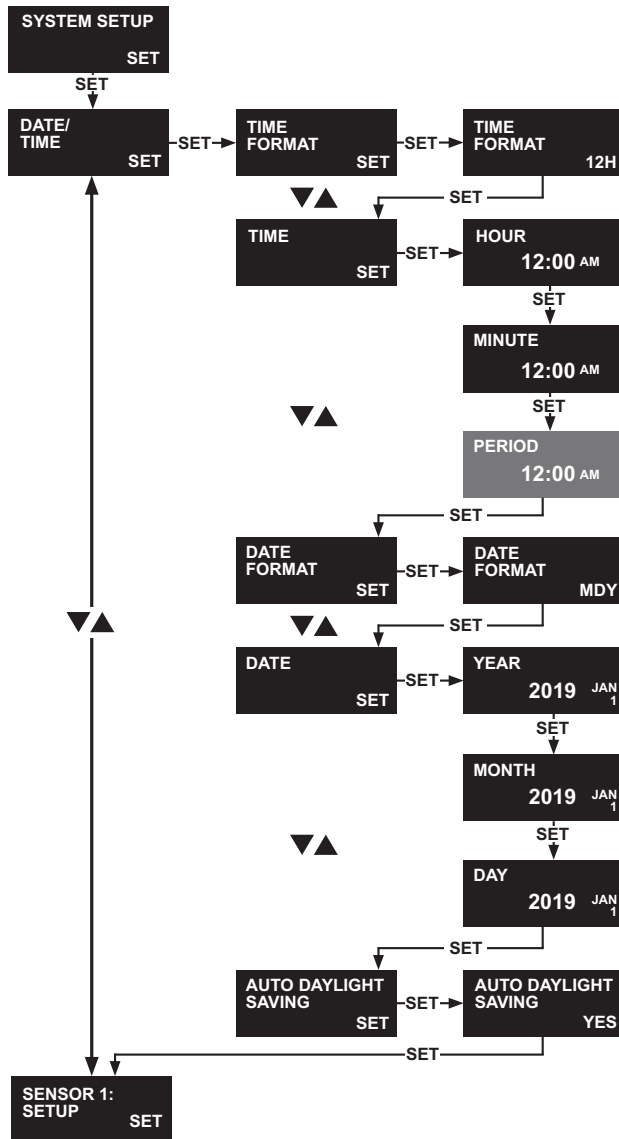 SYSTEM SETUP
SET
SET
DATE/
TIME
SET
SET
TIME
FORMAT
SET
SET
TIME
FORMAT
12H
SET
TIME
SET
SET
HOUR
12:00 AM
SET
MINUTE
12:00 AM
SET
PERIOD
12:00 AM
SET
DATE
FORMAT
SET
SET
DATE
FORMAT
MDY
SET
DATE
SET
SET
YEAR
2019 JAN
1
SET
MONTH
2019 JAN
1
SET
DAY
2019 JAN
1
SET
AUTO DAYLIGHT
SAVING
SET
SET
AUTO DAYLIGHT
SAVING
YES
SET
SENSOR 1:
SETUP
SET